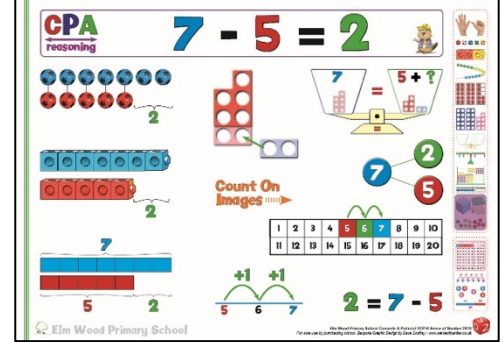 CPA
reasoning
7 - 5 = 2
2
7
=
5 + ?
=
2
7
2
5
Count On
Images
1 2 3 4 5 6 7 8 9 10
11 12 13 14 15 16 17 18 19 20
7
5 2
+1 +1
5 6 7
2 = 7 - 5
Elm Wood Primary School